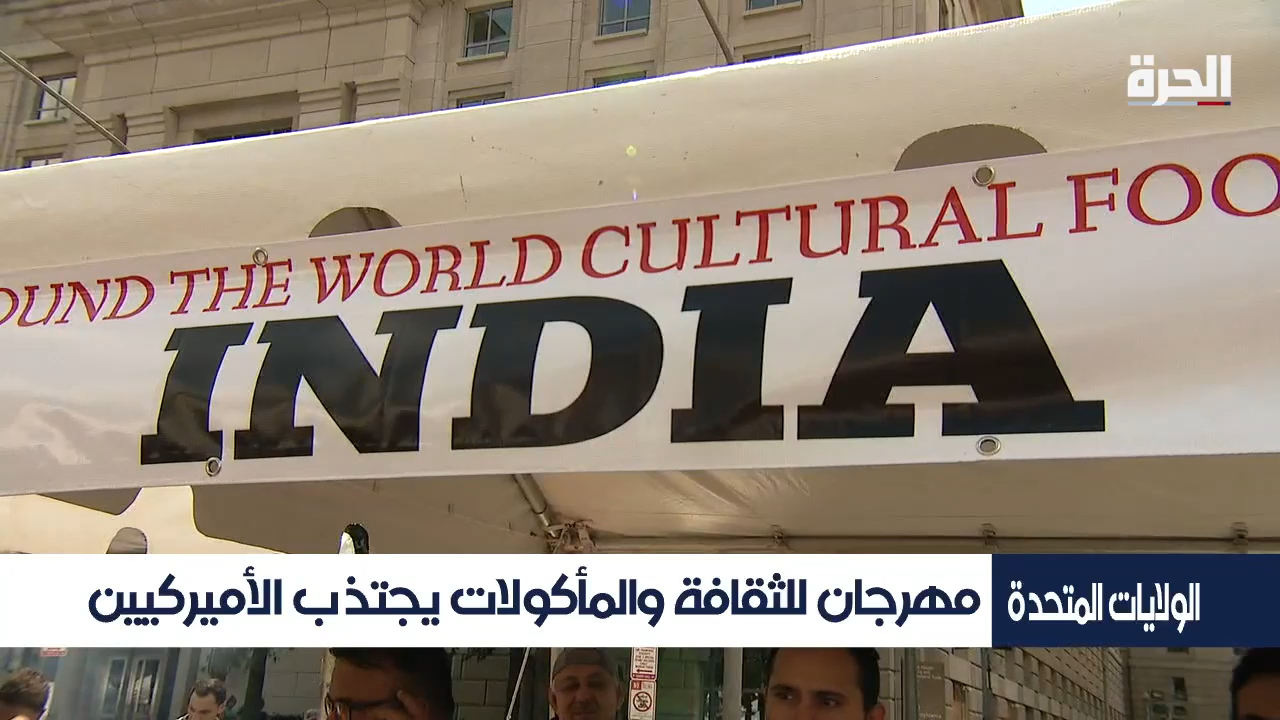 الحرة
OUND THE WORLD CULTURAL FOO
INDIA
الولايات المتحدة
مهرجان للثقافة والمأكولات يجتذب الأميركيين